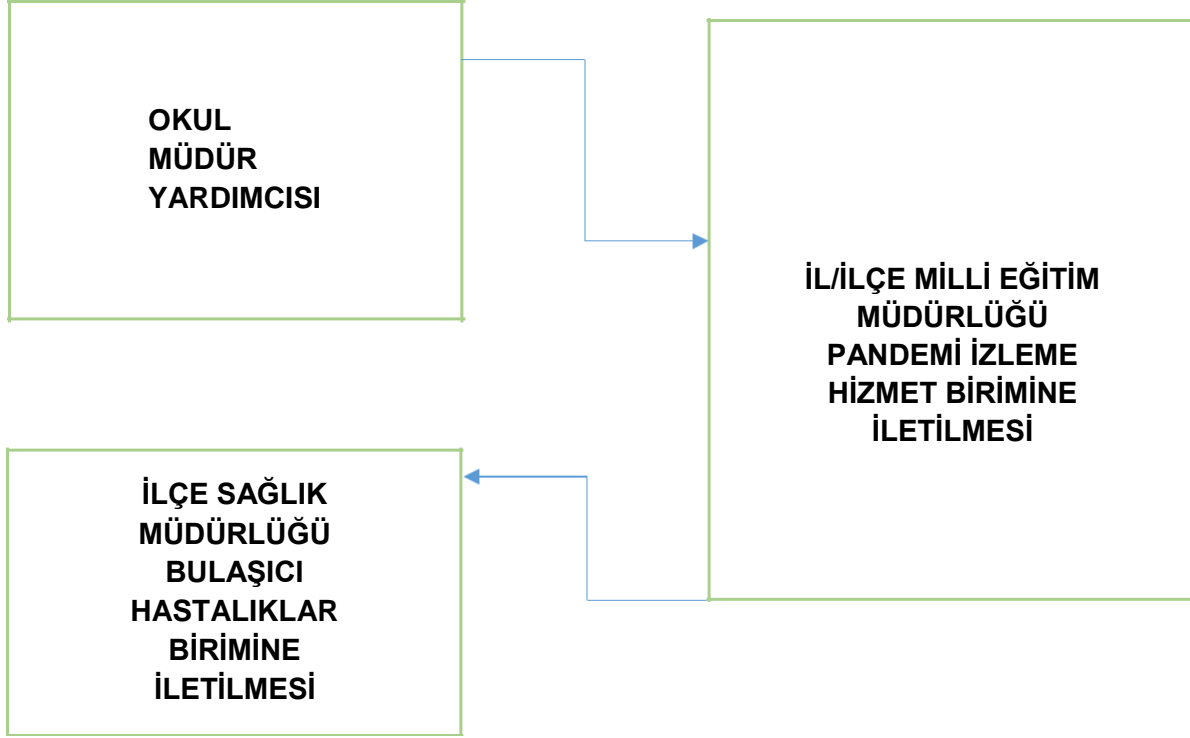 OKUL
MÜDÜR
YARDIMCISI
İL/İLÇE MİLLİ EĞİTİM
MÜDÜRLÜĞÜ
PANDEMİ İZLEME
HİZMET BİRİMİNE
İLETİLMESİ
İLÇE SAĞLIK
MÜDÜRLÜĞÜ
BULAŞICI
HASTALIKLAR
BİRİMİNE
İLETİLMESİ